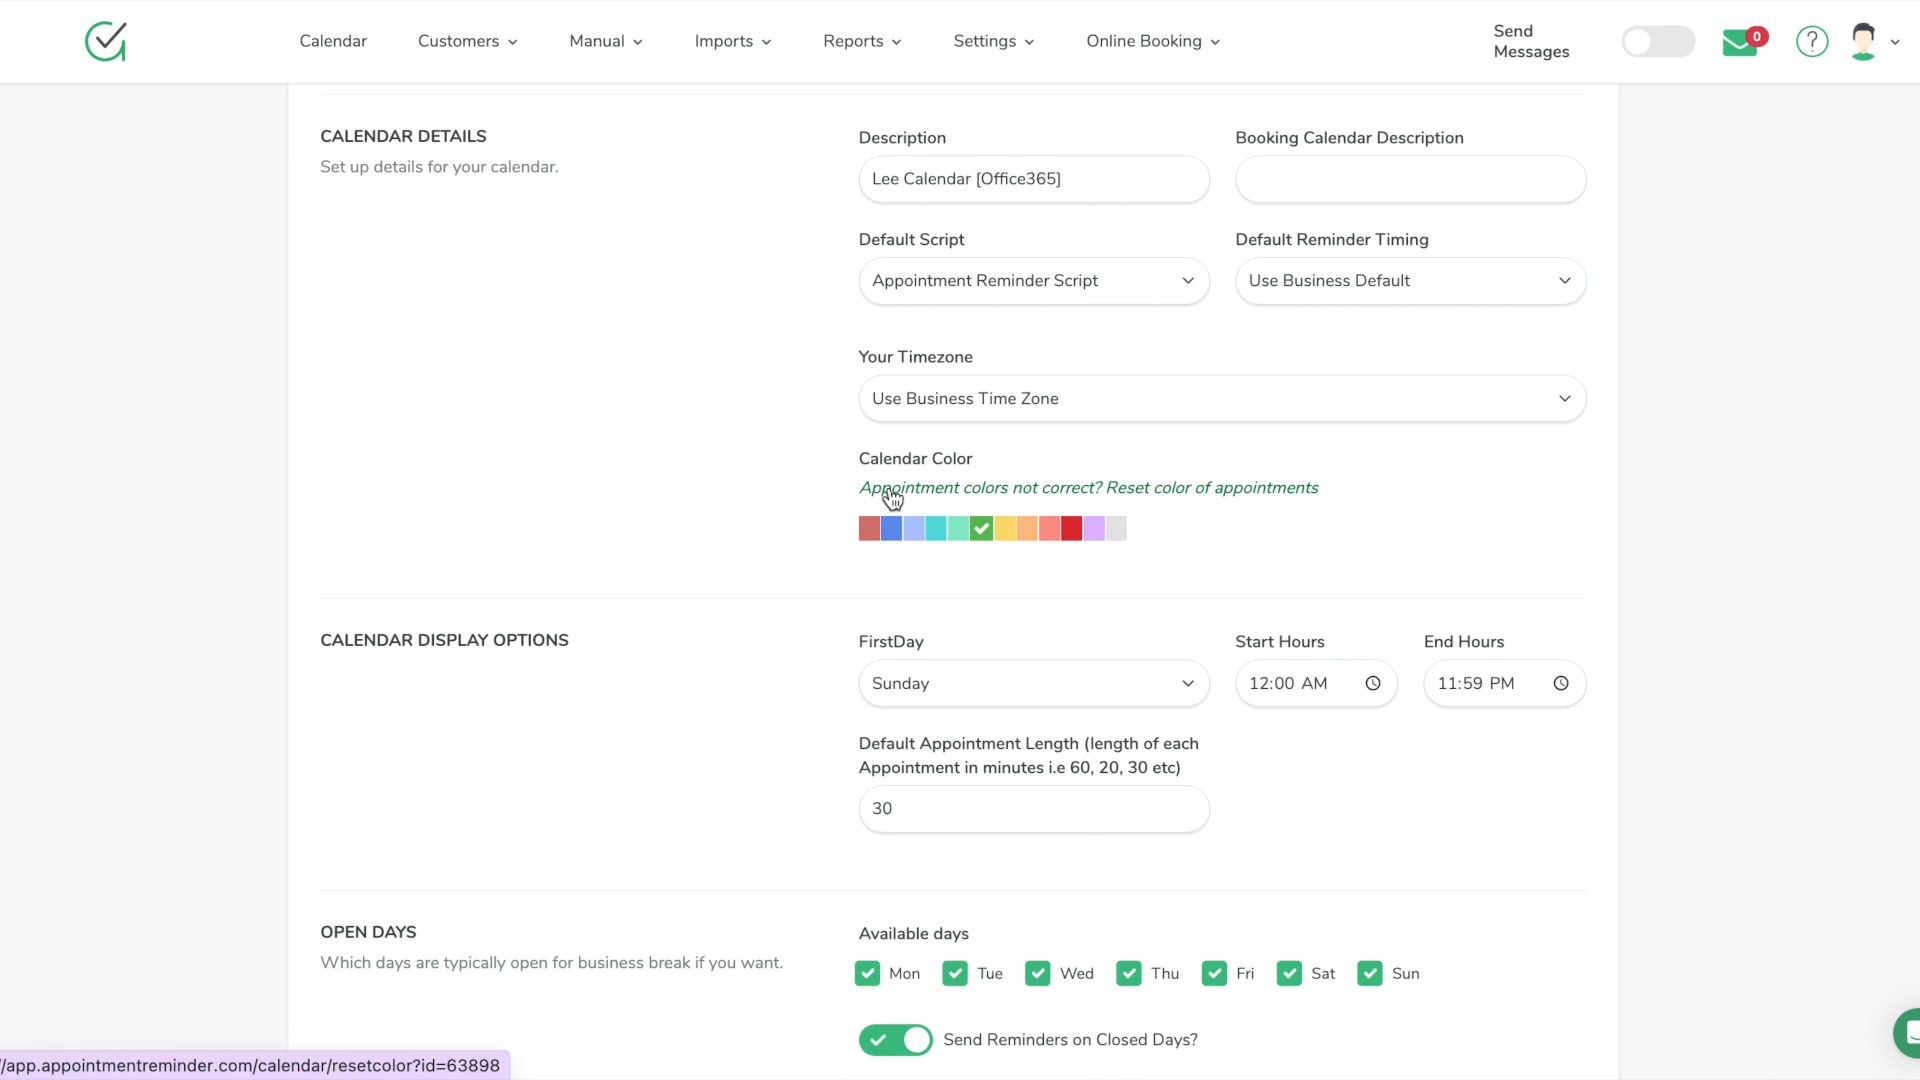 Calendar
Customers
Manual
Imports
Reports
Settings
Online Booking
Send
Messages
0
?
CALENDAR DETAILS
Set up details for your calendar.
Description
Lee Calendar [Office365]
Booking Calendar Description
Default Script
Appointment Reminder Script
Default Reminder Timing
Use Business Default
Your Timezone
Use Business Time Zone
Calendar Color
Appointment colors not correct? Reset color of appointments
CALENDAR DISPLAY OPTIONS
FirstDay
Sunday
Start Hours
12:00 AM
End Hours
11:59 PM
Default Appointment Length (length of each
Appointment in minutes i.e 60, 20, 30 etc)
30
OPEN DAYS
Which days are typically open for business break if you want.
Available days
Mon Tue Wed Thu Fri Sat Sun
Send Reminders on Closed Days?
//app.appointmentreminder.com/calendar/resetcolor?id=63898